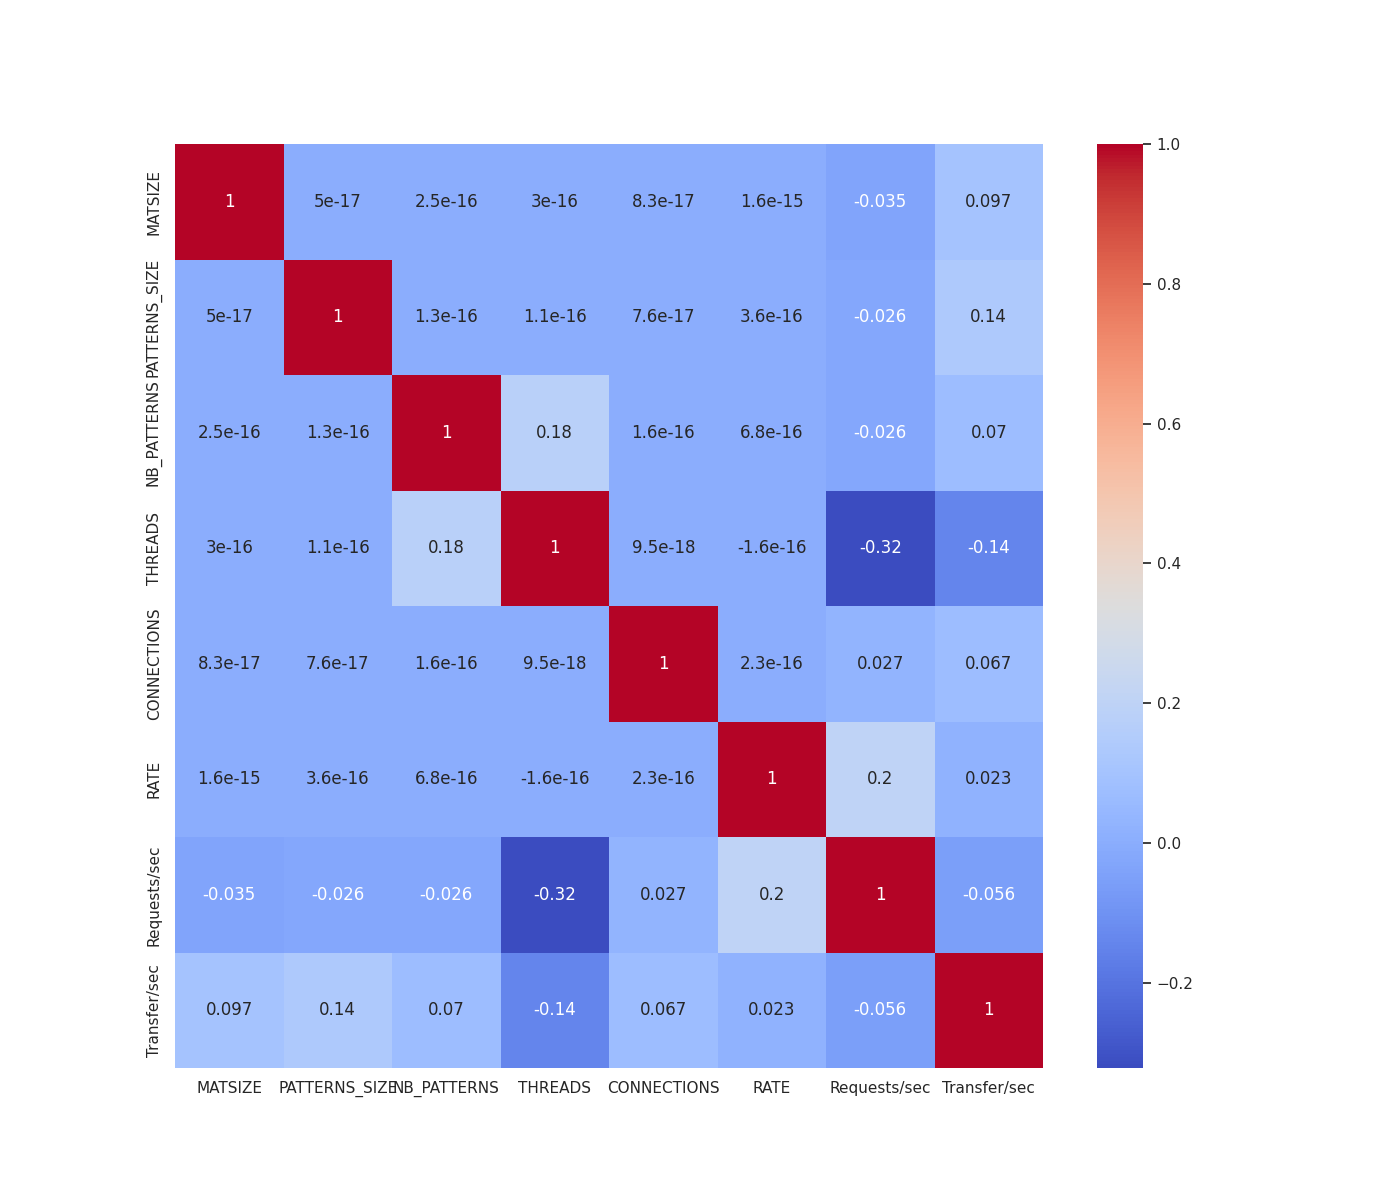 1.0
MATSIZE 1 5e-17 2.5e-16 3e-16 8.3e-17 1.6e-15 -0.035 0.097
0.8
PATTERNS_SIZE 5e-17 1 1.3e-16 1.1e-16 7.6e-17 3.6e-16 -0.026 0.14
0.6
NB_PATTERNS 2.5e-16 1.3e-16 1 0.18 1.6e-16 6.8e-16 -0.026 0.07
THREADS 3e-16 1.1e-16 0.18 1 9.5e-18 -1.6e-16 -0.32 -0.14
0.4
CONNECTIONS 8.3e-17 7.6e-17 1.6e-16 9.5e-18 1 2.3e-16 0.027 0.067
0.2
RATE 1.6e-15 3.6e-16 6.8e-16 -1.6e-16 2.3e-16 1 0.2 0.023
0.0
Requests/sec -0.035 -0.026 -0.026 -0.32 0.027 0.2 1 -0.056
−0.2
Transfer/sec 0.097 0.14 0.07 -0.14 0.067 0.023 -0.056 1
MATSIZE PATTERNS_SIZE NB_PATTERNS THREADS CONNECTIONS RATE Requests/sec Transfer/sec